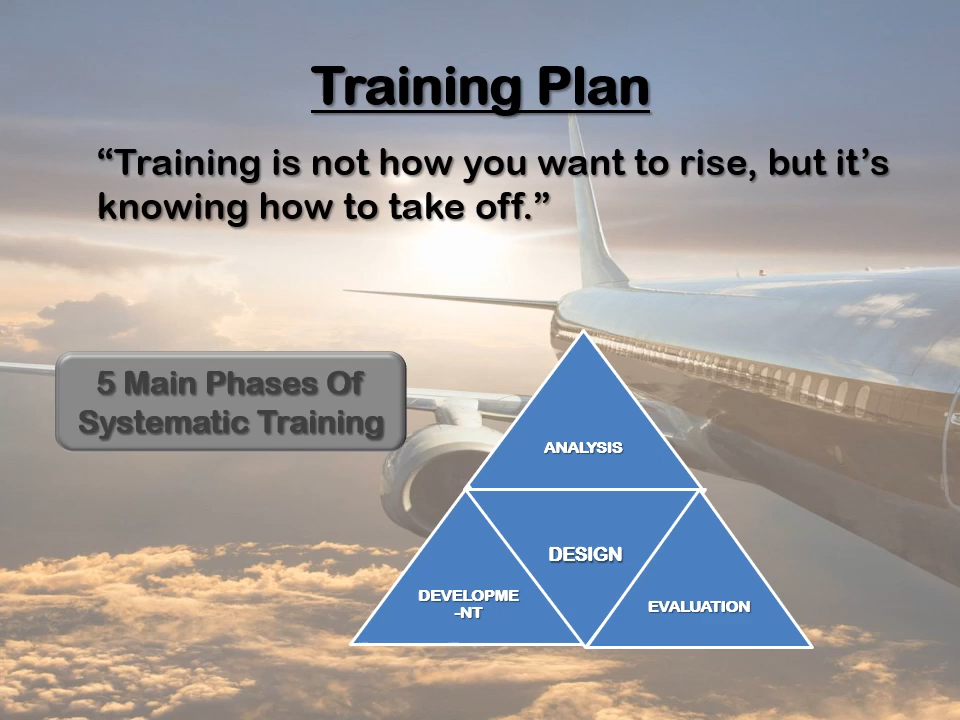 Training Plan
“Training is not how you want to rise, but it’s
knowing how to take off.”
5 Main Phases Of
Systematic Training
ANALYSIS
DESIGN
DEVELOPME
-NT
EVALUATION